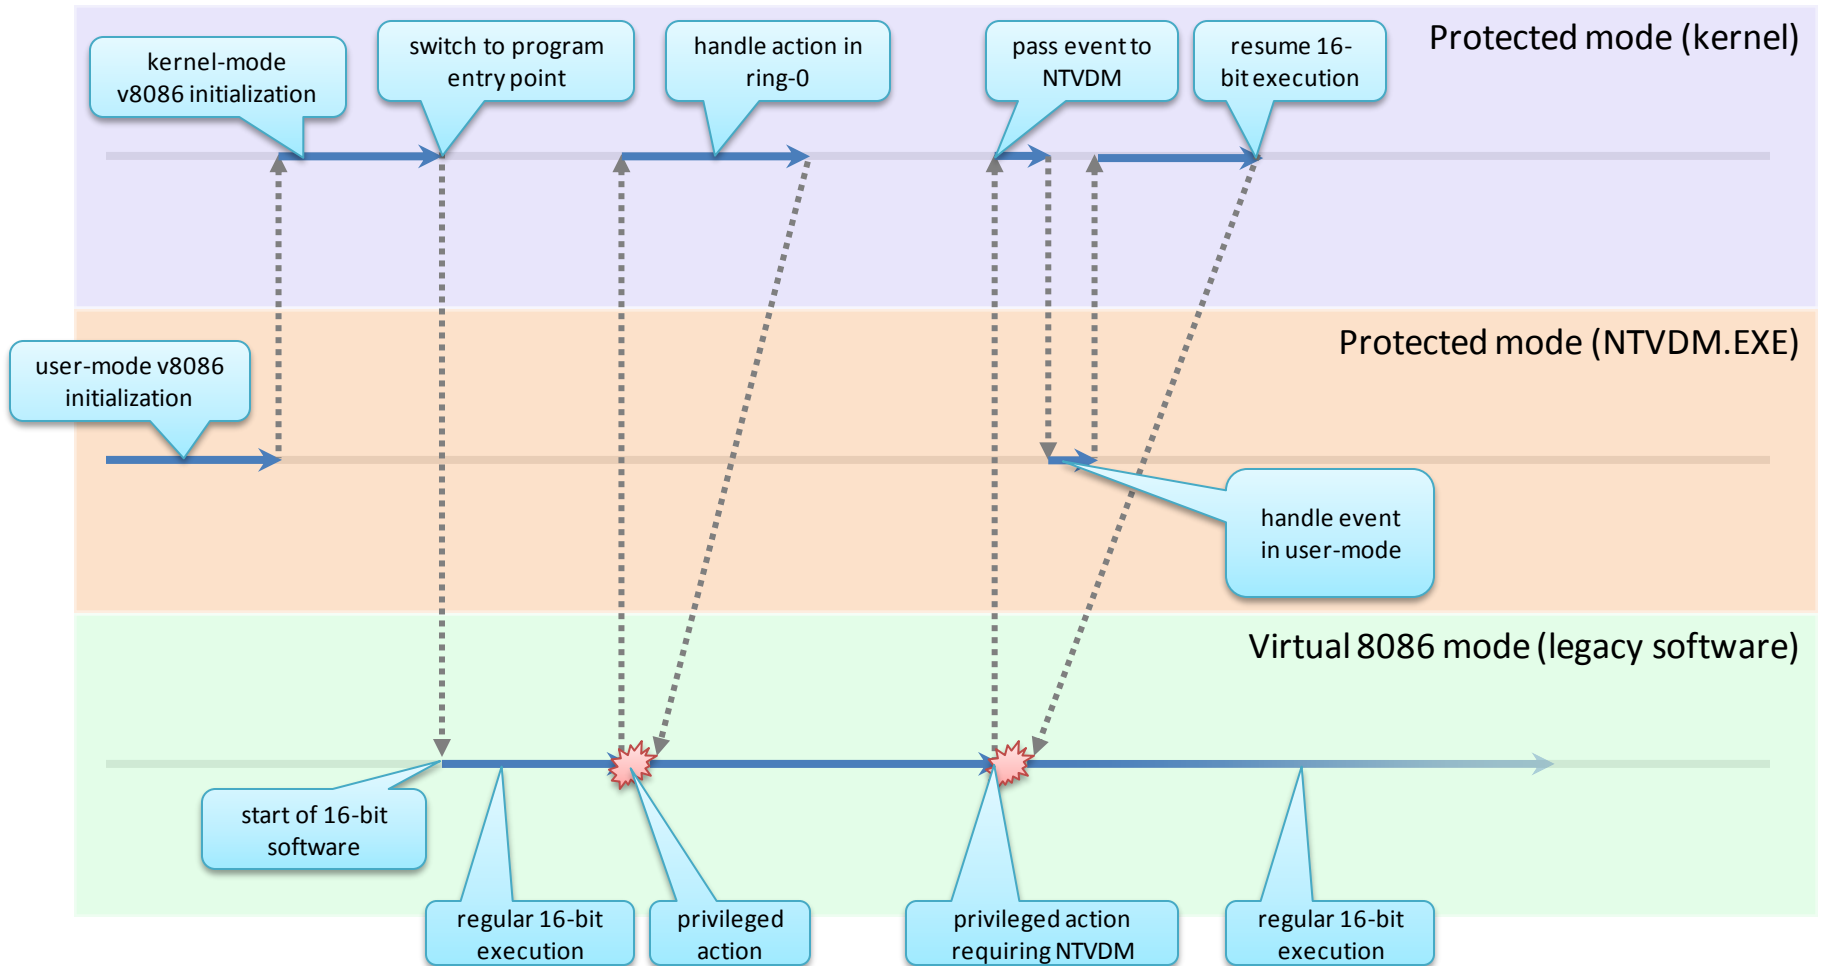 Protected mode (kernel)
kernel-mode
v8086 initialization
switch to program
entry point
handle action in
ring-0
pass event to
NTVDM
resume 16-
bit execution
Protected mode (NTVDM.EXE)
user-mode v8086
initialization
handle event
in user-mode
Virtual 8086 mode (legacy software)
start of 16-bit
software
regular 16-bit
execution
privileged
action
privileged action
requiring NTVDM
regular 16-bit
execution